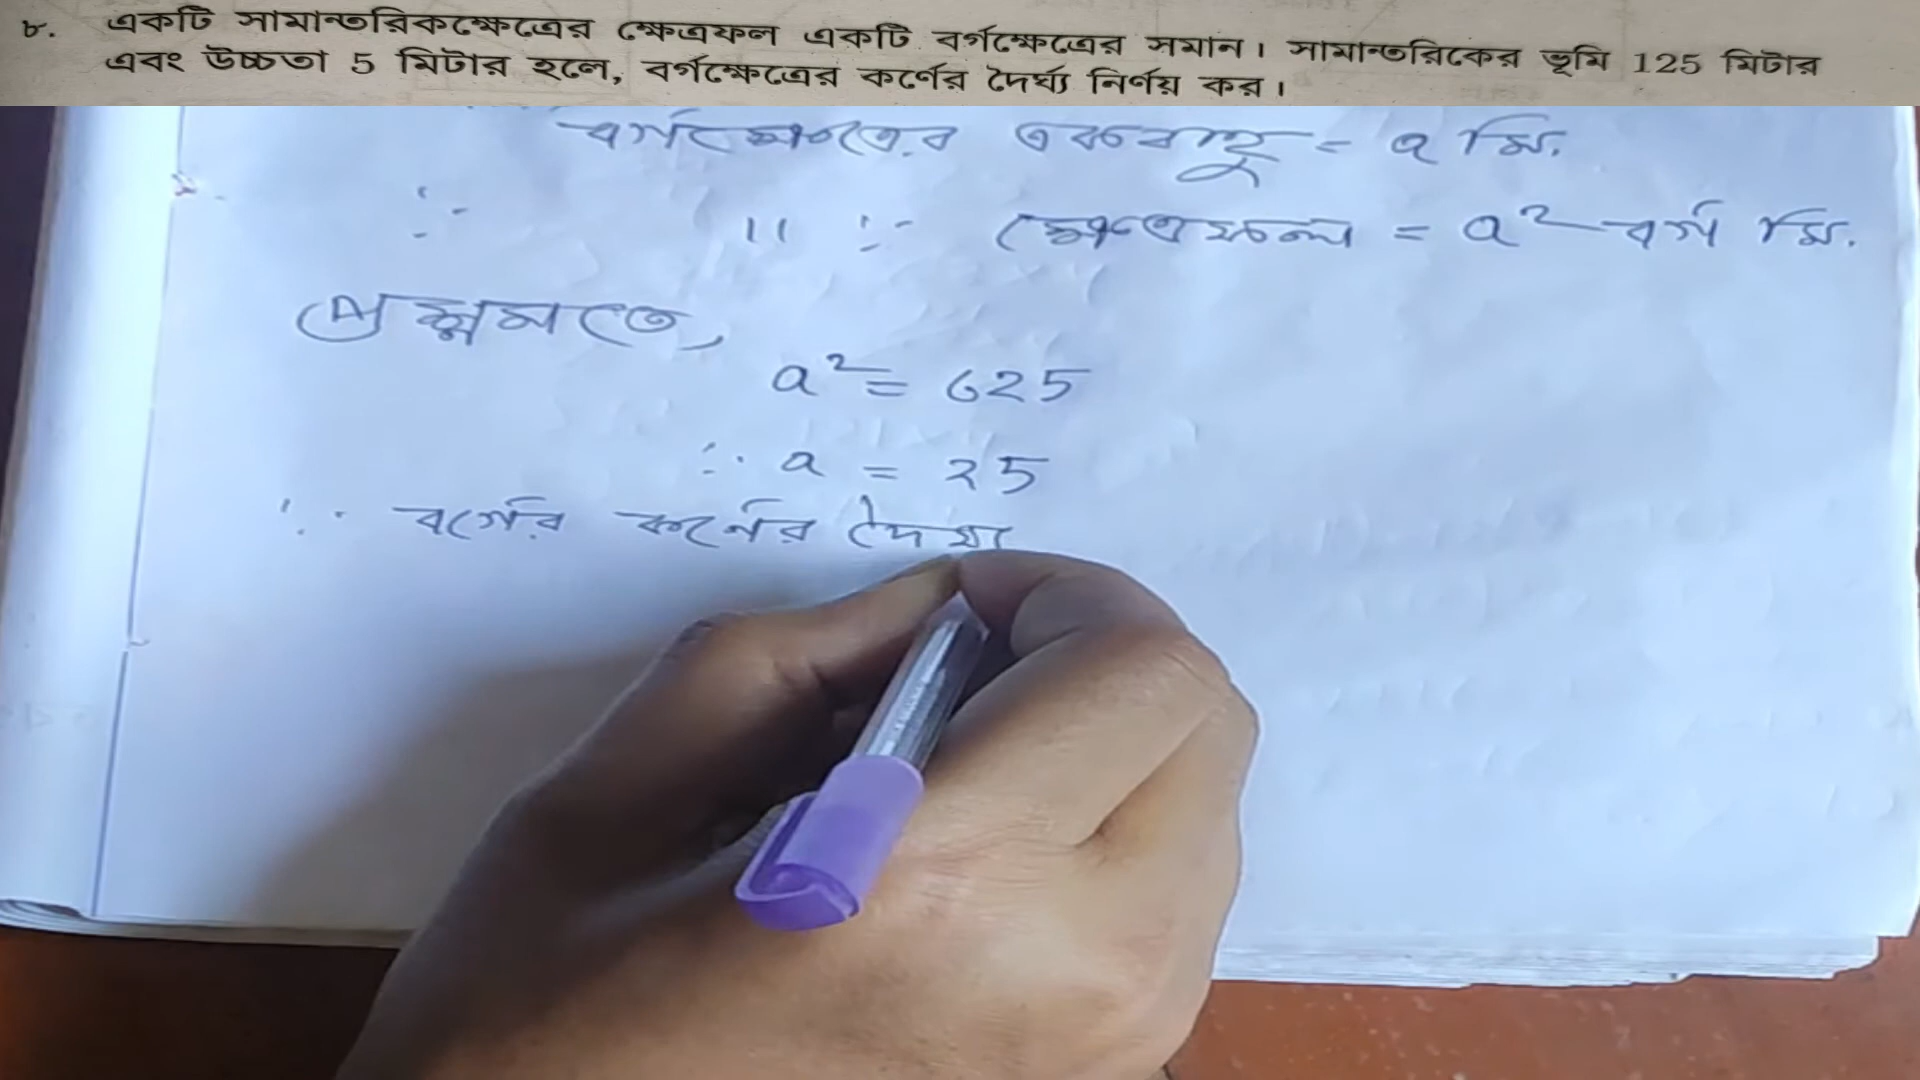 ৮. একটি সামান্তরিকক্ষেত্রের ক্ষেত্রফল একটি বর্গক্ষেত্রের সমান। সামান্তরিকের ভূমি 125 মিটার
এবং উচ্চতা 5 মিটার হলে, বর্গক্ষেত্রের কর্ণের দৈর্ঘ্য নির্ণয় কর।
বর্গক্ষেত্রের একবাহু = a মি.
∴ " ∵ ক্ষেত্রফল = a² বর্গ মি.
প্রশ্নমতে,
a² = 625
∴ a = 25
∴ বর্গের কর্ণের দৈর্ঘ্য